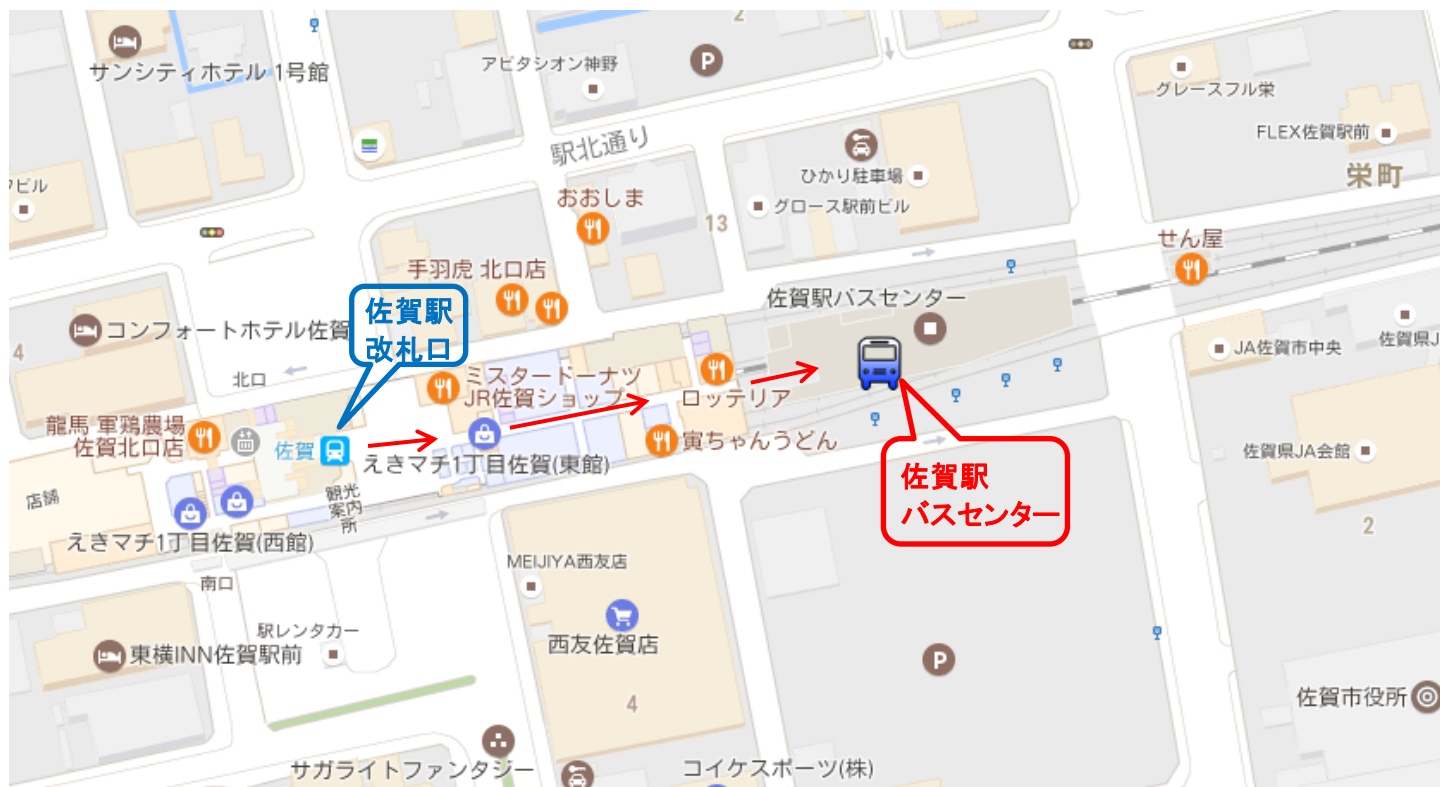 2
サンシティホテル 1号館
アビタシオン神野
P
グレースフル栄
FLEX佐賀駅前
駅北通り
ひかり駐車場
栄町
おおしま
グロース駅前ビル
13
せん屋
手羽虎 北口店
佐賀駅バスセンター
佐賀駅
改札口
コンフォートホテル佐賀
4
JA佐賀市中央
佐賀県J
北口
ミスタードーナツ
JR佐賀ショップ
ロッテリア
龍馬 軍鶏農場
佐賀北口店
佐賀
寅ちゃんうどん
えきマチ1丁目佐賀(東館)
佐賀県JA会館
佐賀駅
バスセンター
店舗
観光
案内
所
2
えきマチ1丁目佐賀(西館)
MEIJIYA西友店
南口
駅レンタカー
西友佐賀店
東横INN佐賀駅前
P
佐賀市役所
4
サガライトファンタジー
コイケスポーツ(株)